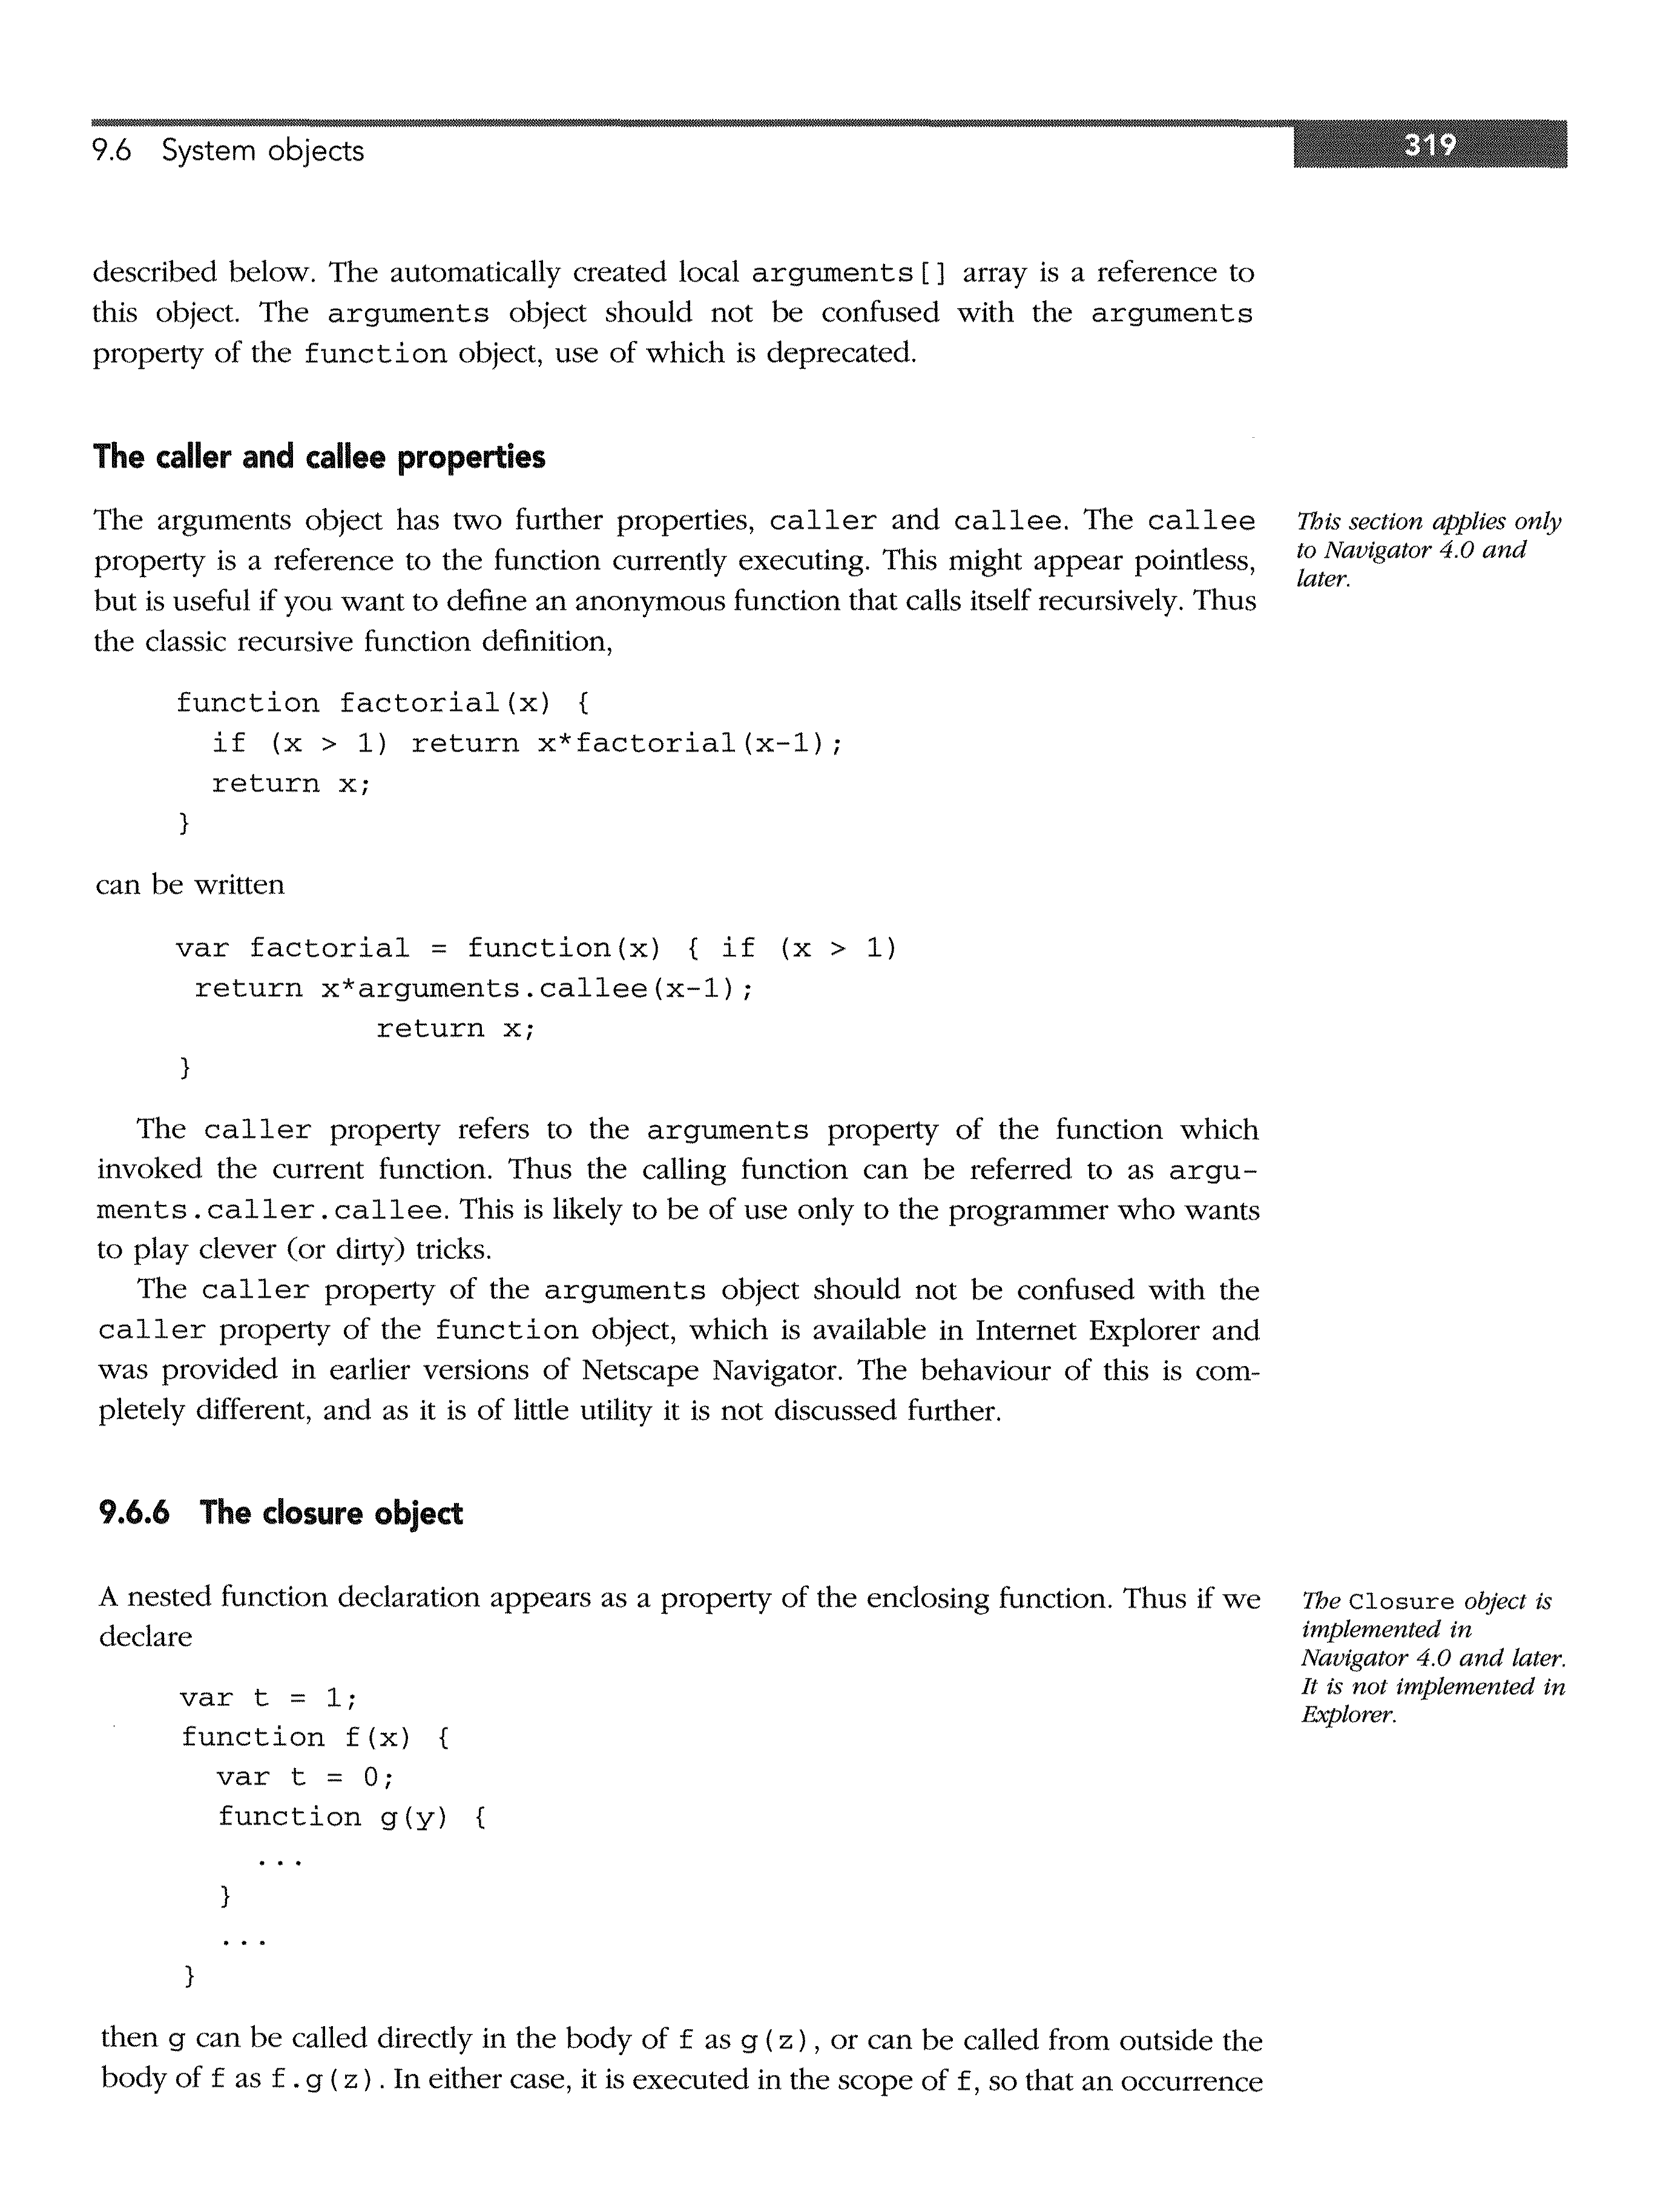 9.6 System objects
319
described below. The automatically created local arguments[] array is a reference to
this object. The arguments object should not be confused with the arguments
property of the function object, use of which is deprecated.
The caller and callee properties
The arguments object has two further properties, caller and callee. The callee
property is a reference to the function currently executing. This might appear pointless,
but is useful if you want to define an anonymous function that calls itself recursively. Thus
the classic recursive function definition,
This section applies only
to Navigator 4.0 and
later.
function factorial(x) {
if (x > 1) return x*factorial(x-1);
return x;
}
can be written
var factorial = function(x) { if (x > 1)
return x*arguments.callee(x-1);
return x;
}
The caller property refers to the arguments property of the function which
invoked the current function. Thus the calling function can be referred to as argu-
ments.caller.callee. This is likely to be of use only to the programmer who wants
to play clever (or dirty) tricks.
The caller property of the arguments object should not be confused with the
caller property of the function object, which is available in Internet Explorer and
was provided in earlier versions of Netscape Navigator. The behaviour of this is com-
pletely different, and as it is of little utility it is not discussed further.
9.6.6 The closure object
A nested function declaration appears as a property of the enclosing function. Thus if we
declare
The Closure object is
implemented in
Navigator 4.0 and later.
It is not implemented in
Explorer.
var t = 1;
function f(x) {
var t = 0;
function g(y) {
...
}
...
}
then g can be called directly in the body of f as g(z), or can be called from outside the
body of f as f.g(z). In either case, it is executed in the scope of f, so that an occurrence